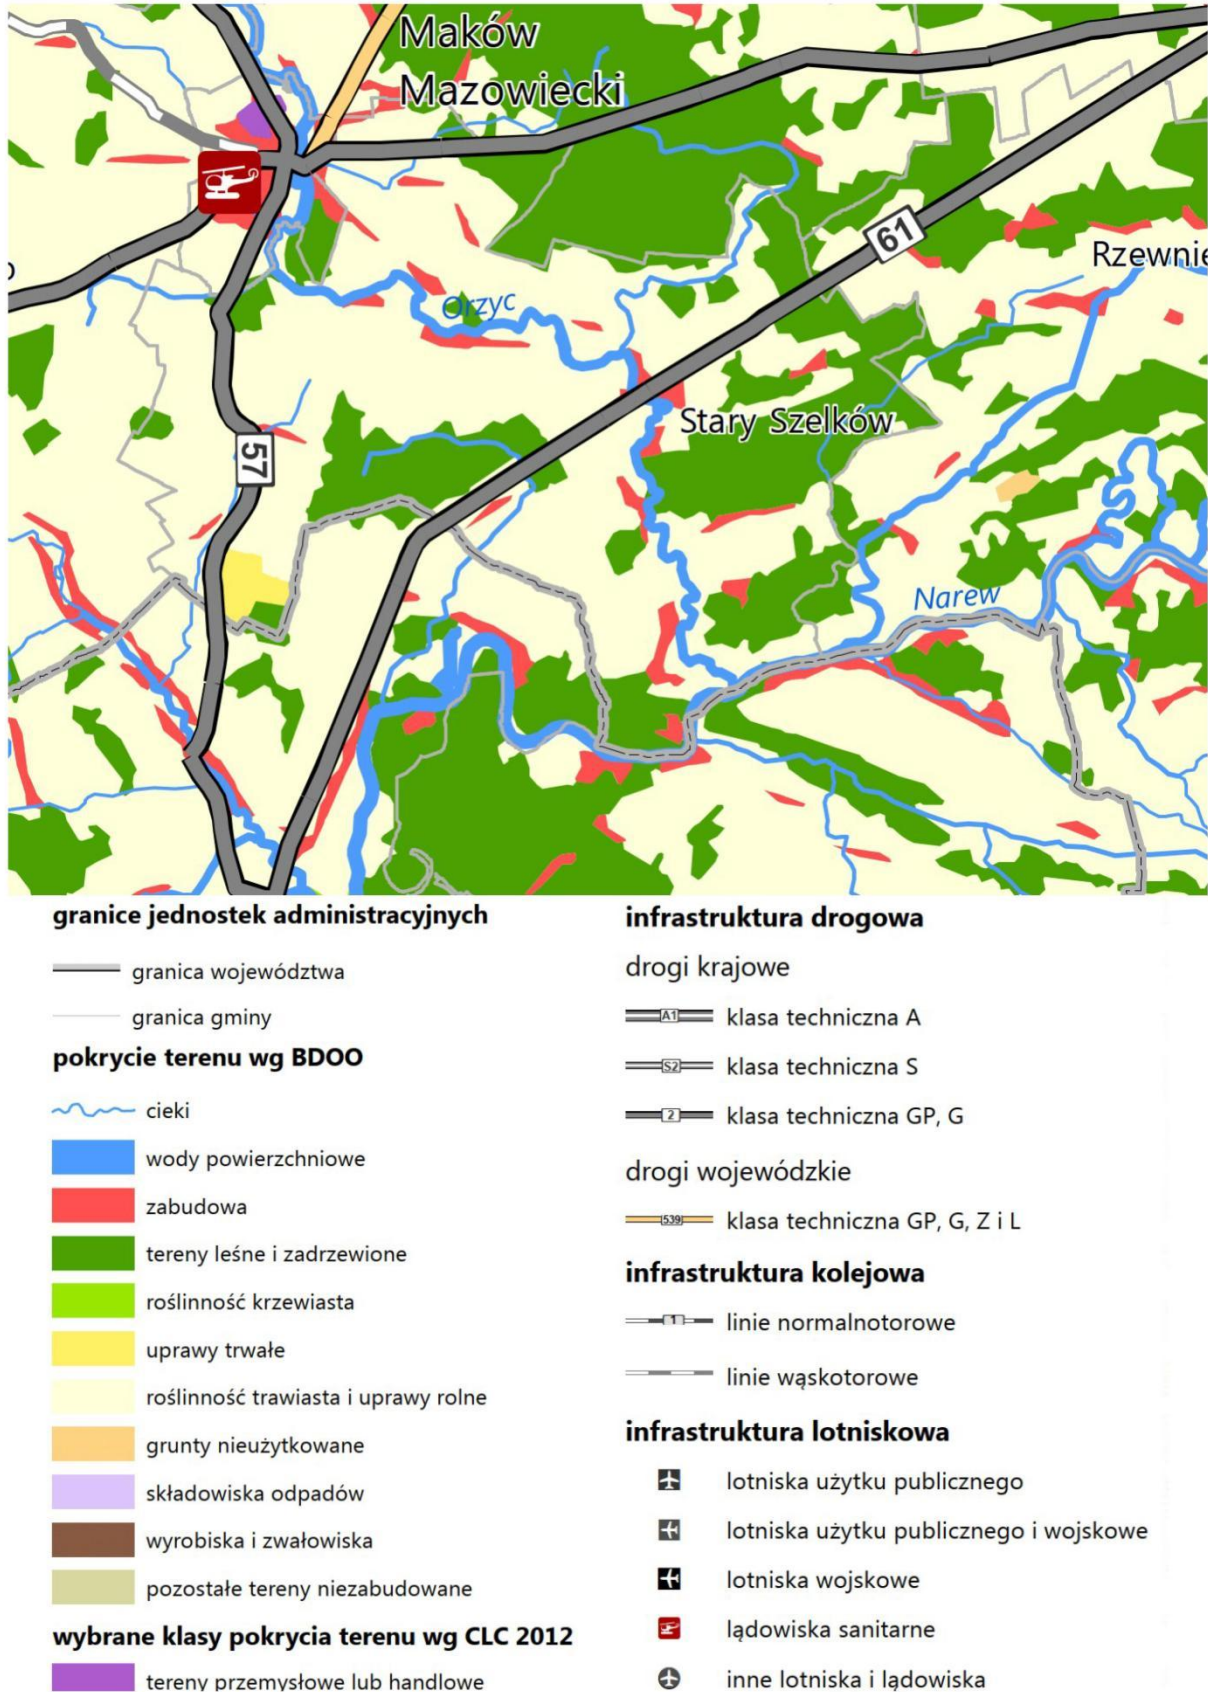 Maków
Mazowiecki
61
Rzewnie
Orzyc
Stary Szelków
57
Narew
granice jednostek administracyjnych
granica województwa
granica gminy
pokrycie terenu wg BDOO
cieki
wody powierzchniowe
zabudowa
tereny leśne i zadrzewione
roślinność krzewiasta
uprawy trwałe
roślinność trawiasta i uprawy rolne
grunty nieużytkowane
składowiska odpadów
wyrobiska i zwałowiska
pozostałe tereny niezabudowane
wybrane klasy pokrycia terenu wg CLC 2012
tereny przemysłowe lub handlowe
infrastruktura drogowa
drogi krajowe
A1 klasa techniczna A
S2 klasa techniczna S
2 klasa techniczna GP, G
drogi wojewódzkie
539 klasa techniczna GP, G, Z i L
infrastruktura kolejowa
1 linie normalnotorowe
linie wąskotorowe
infrastruktura lotniskowa
lotniska użytku publicznego
lotniska użytku publicznego i wojskowe
lotniska wojskowe
lądowiska sanitarne
inne lotniska i lądowiska